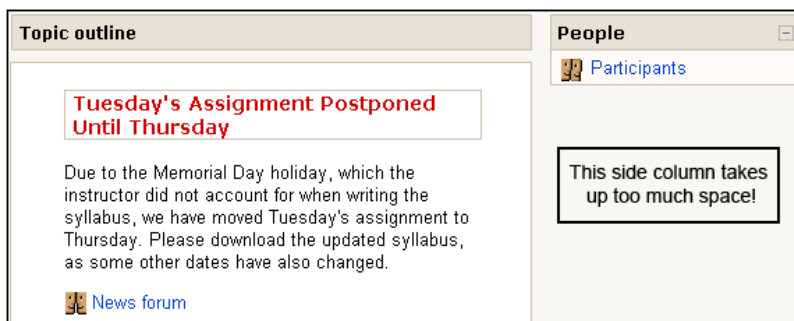 Topic outline
Tuesday's Assignment Postponed
Until Thursday
Due to the Memorial Day holiday, which the
instructor did not account for when writing the
syllabus, we have moved Tuesday's assignment to
Thursday. Please download the updated syllabus,
as some other dates have also changed.
News forum
People
Participants
This side column takes
up too much space!